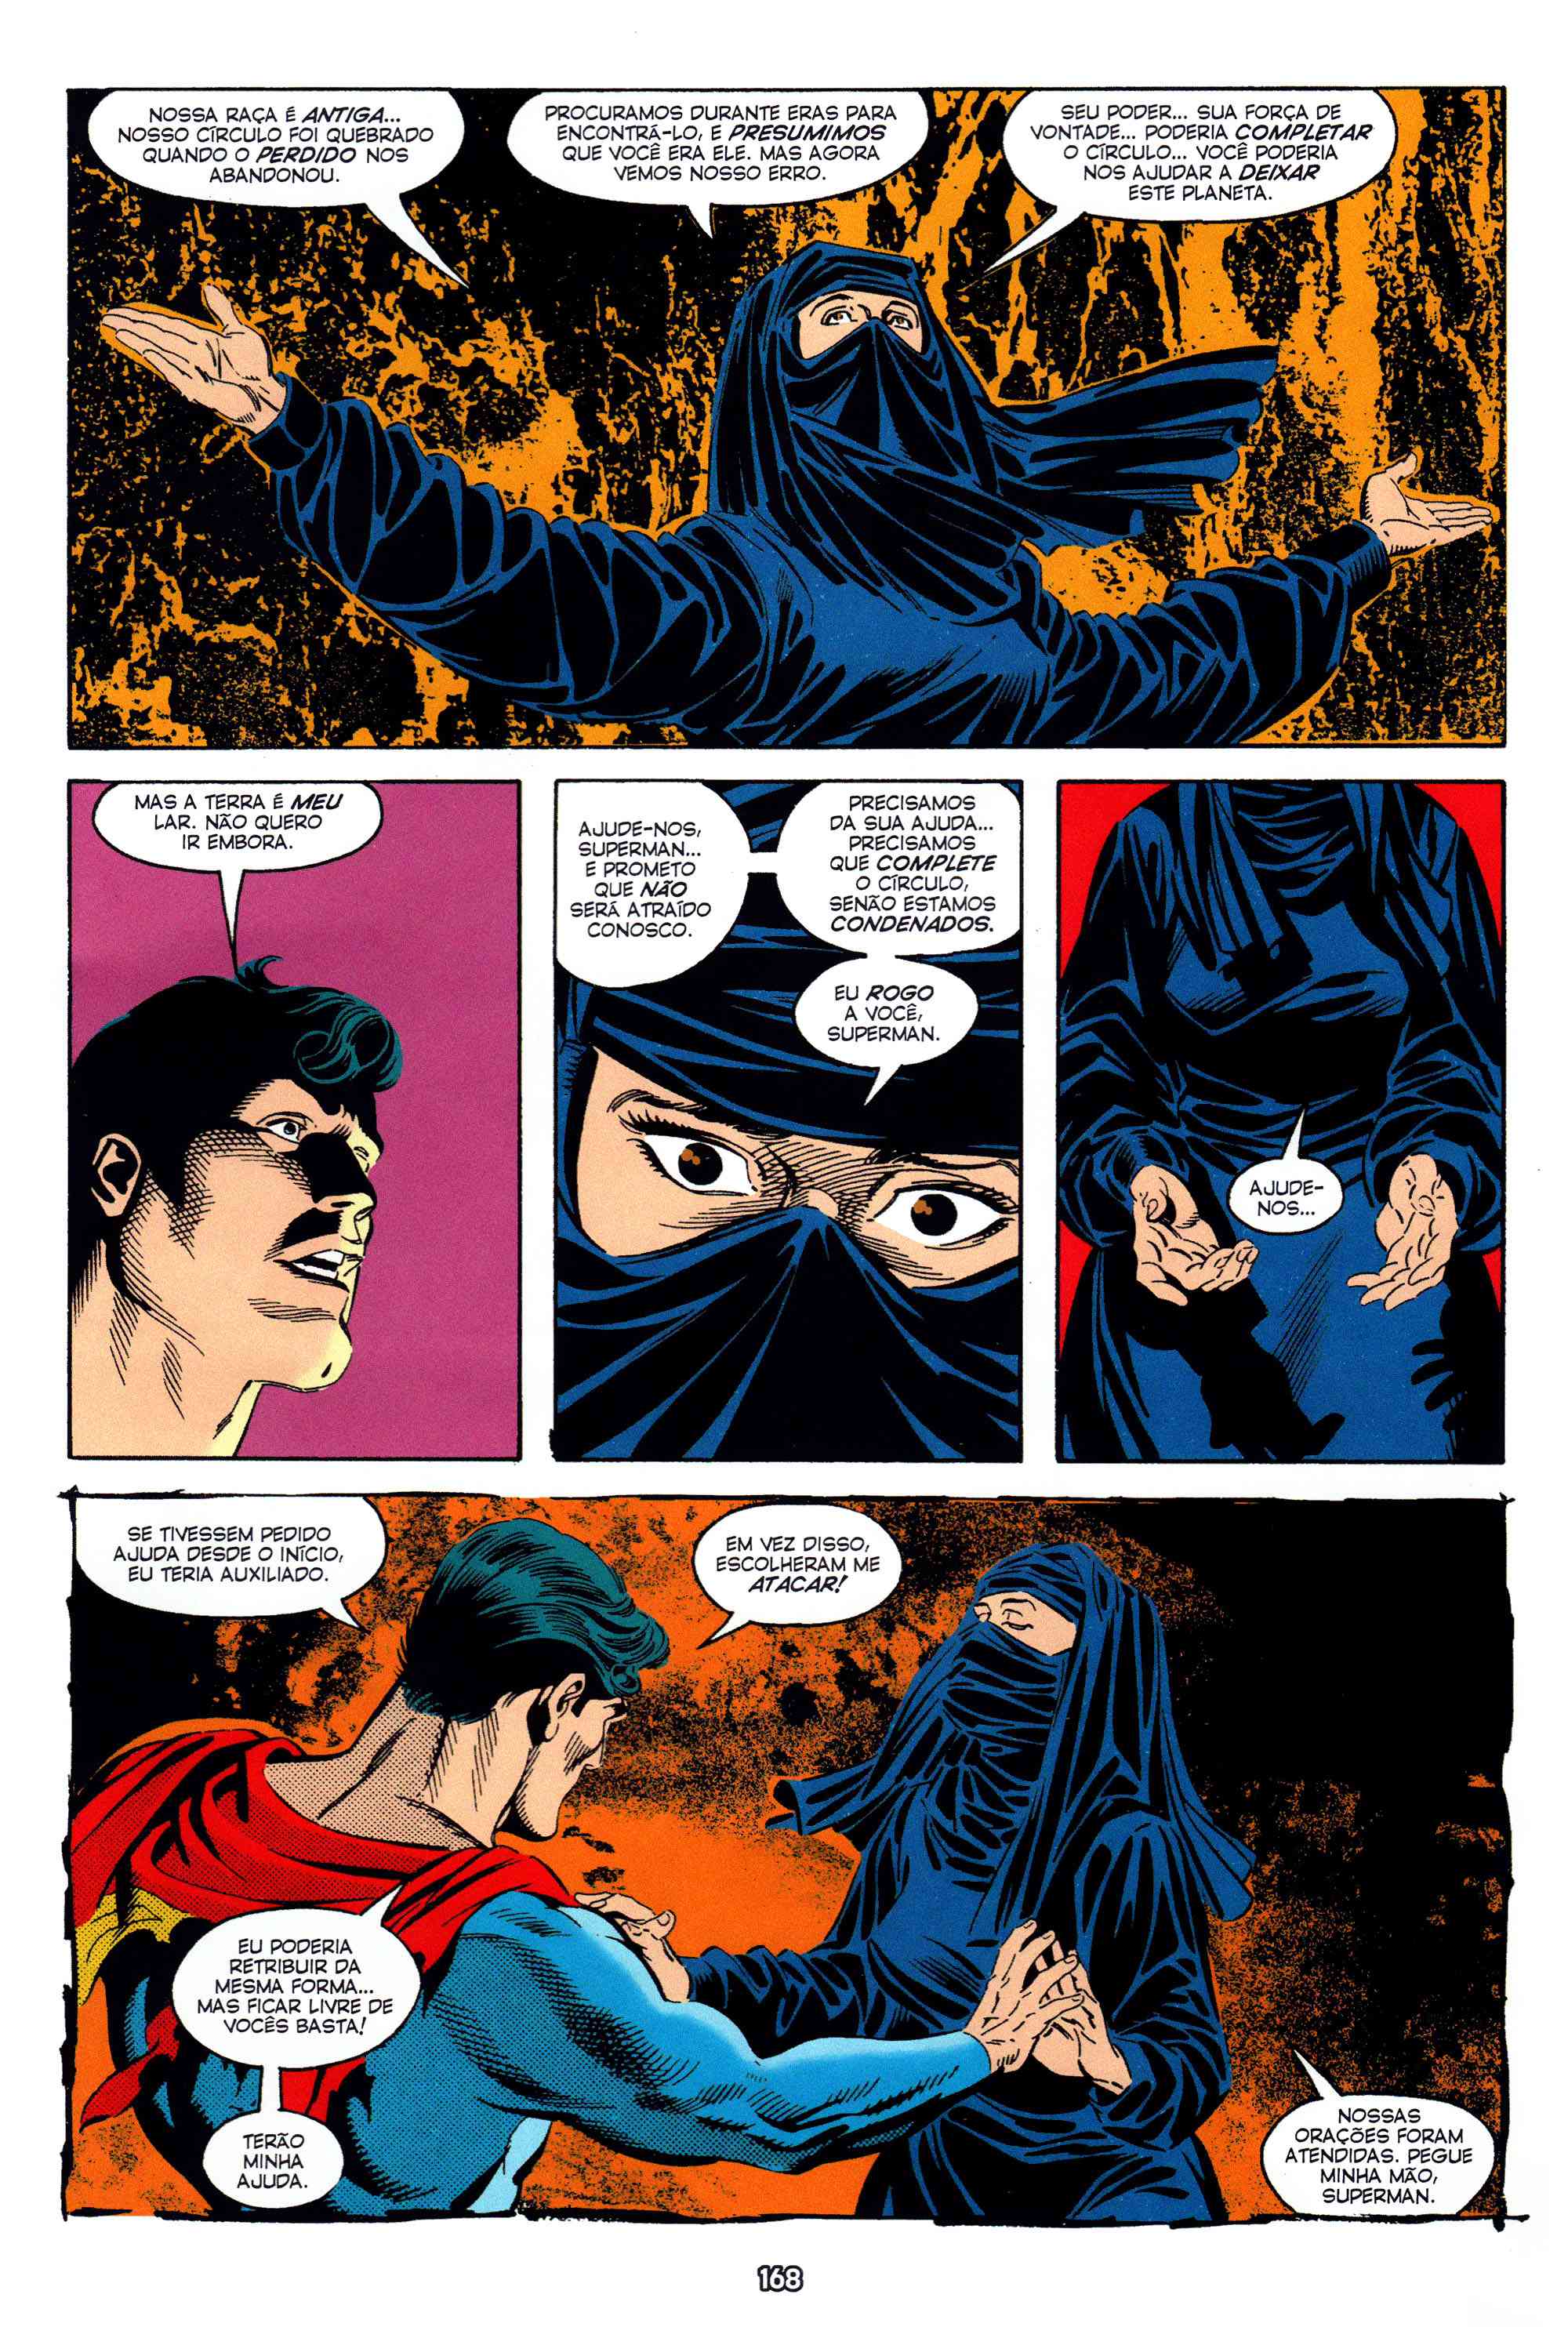 NOSSA RAÇA É ANTIGA...
NOSSO CÍRCULO FOI QUEBRADO
QUANDO O PERDIDO NOS
ABANDONOU.
PROCURAMOS DURANTE ERAS PARA
ENCONTRÁ-LO, E PRESUMIMOS
QUE VOCÊ ERA ELE. MAS AGORA
VEMOS NOSSO ERRO.
SEU PODER... SUA FORÇA DE
VONTADE... PODERIA COMPLETAR
O CÍRCULO... VOCÊ PODERIA
NOS AJUDAR A DEIXAR
ESTE PLANETA.
MAS A TERRA É MEU
LAR. NÃO QUERO
IR EMBORA.
AJUDE-NOS,
SUPERMAN...
E PROMETO
QUE NÃO
SERÁ ATRAÍDO
CONOSCO.
PRECISAMOS
DA SUA AJUDA...
PRECISAMOS
QUE COMPLETE
O CÍRCULO,
SENÃO ESTAMOS
CONDENADOS.
EU ROGO
A VOCÊ,
SUPERMAN.
AJUDE-
NOS...
SE TIVESSEM PEDIDO
AJUDA DESDE O INÍCIO,
EU TERIA AUXILIADO.
EM VEZ DISSO,
ESCOLHERAM ME
ATACAR!
EU PODERIA
RETRIBUIR DA
MESMA FORMA...
MAS FICAR LIVRE DE
VOCÊS BASTA!
TERÃO
MINHA
AJUDA.
NOSSAS
ORAÇÕES FORAM
ATENDIDAS. PEGUE
MINHA MÃO,
SUPERMAN.
168